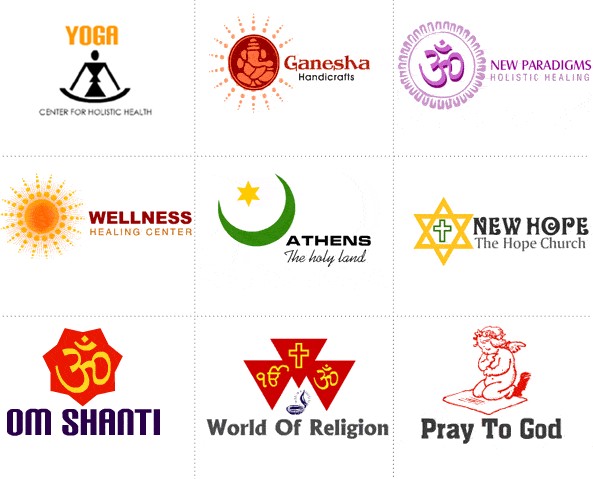 YOGA
CENTER FOR HOLISTIC HEALTH
Ganesha
Handicrafts
ॐ
NEW PARADIGMS
HOLISTIC HEALING
WELLNESS
HEALING CENTER
ATHENS
The holy land
NEW HOPE
The Hope Church
ॐ
OM SHANTI
ੴ ॐ
World Of Religion
Pray To God